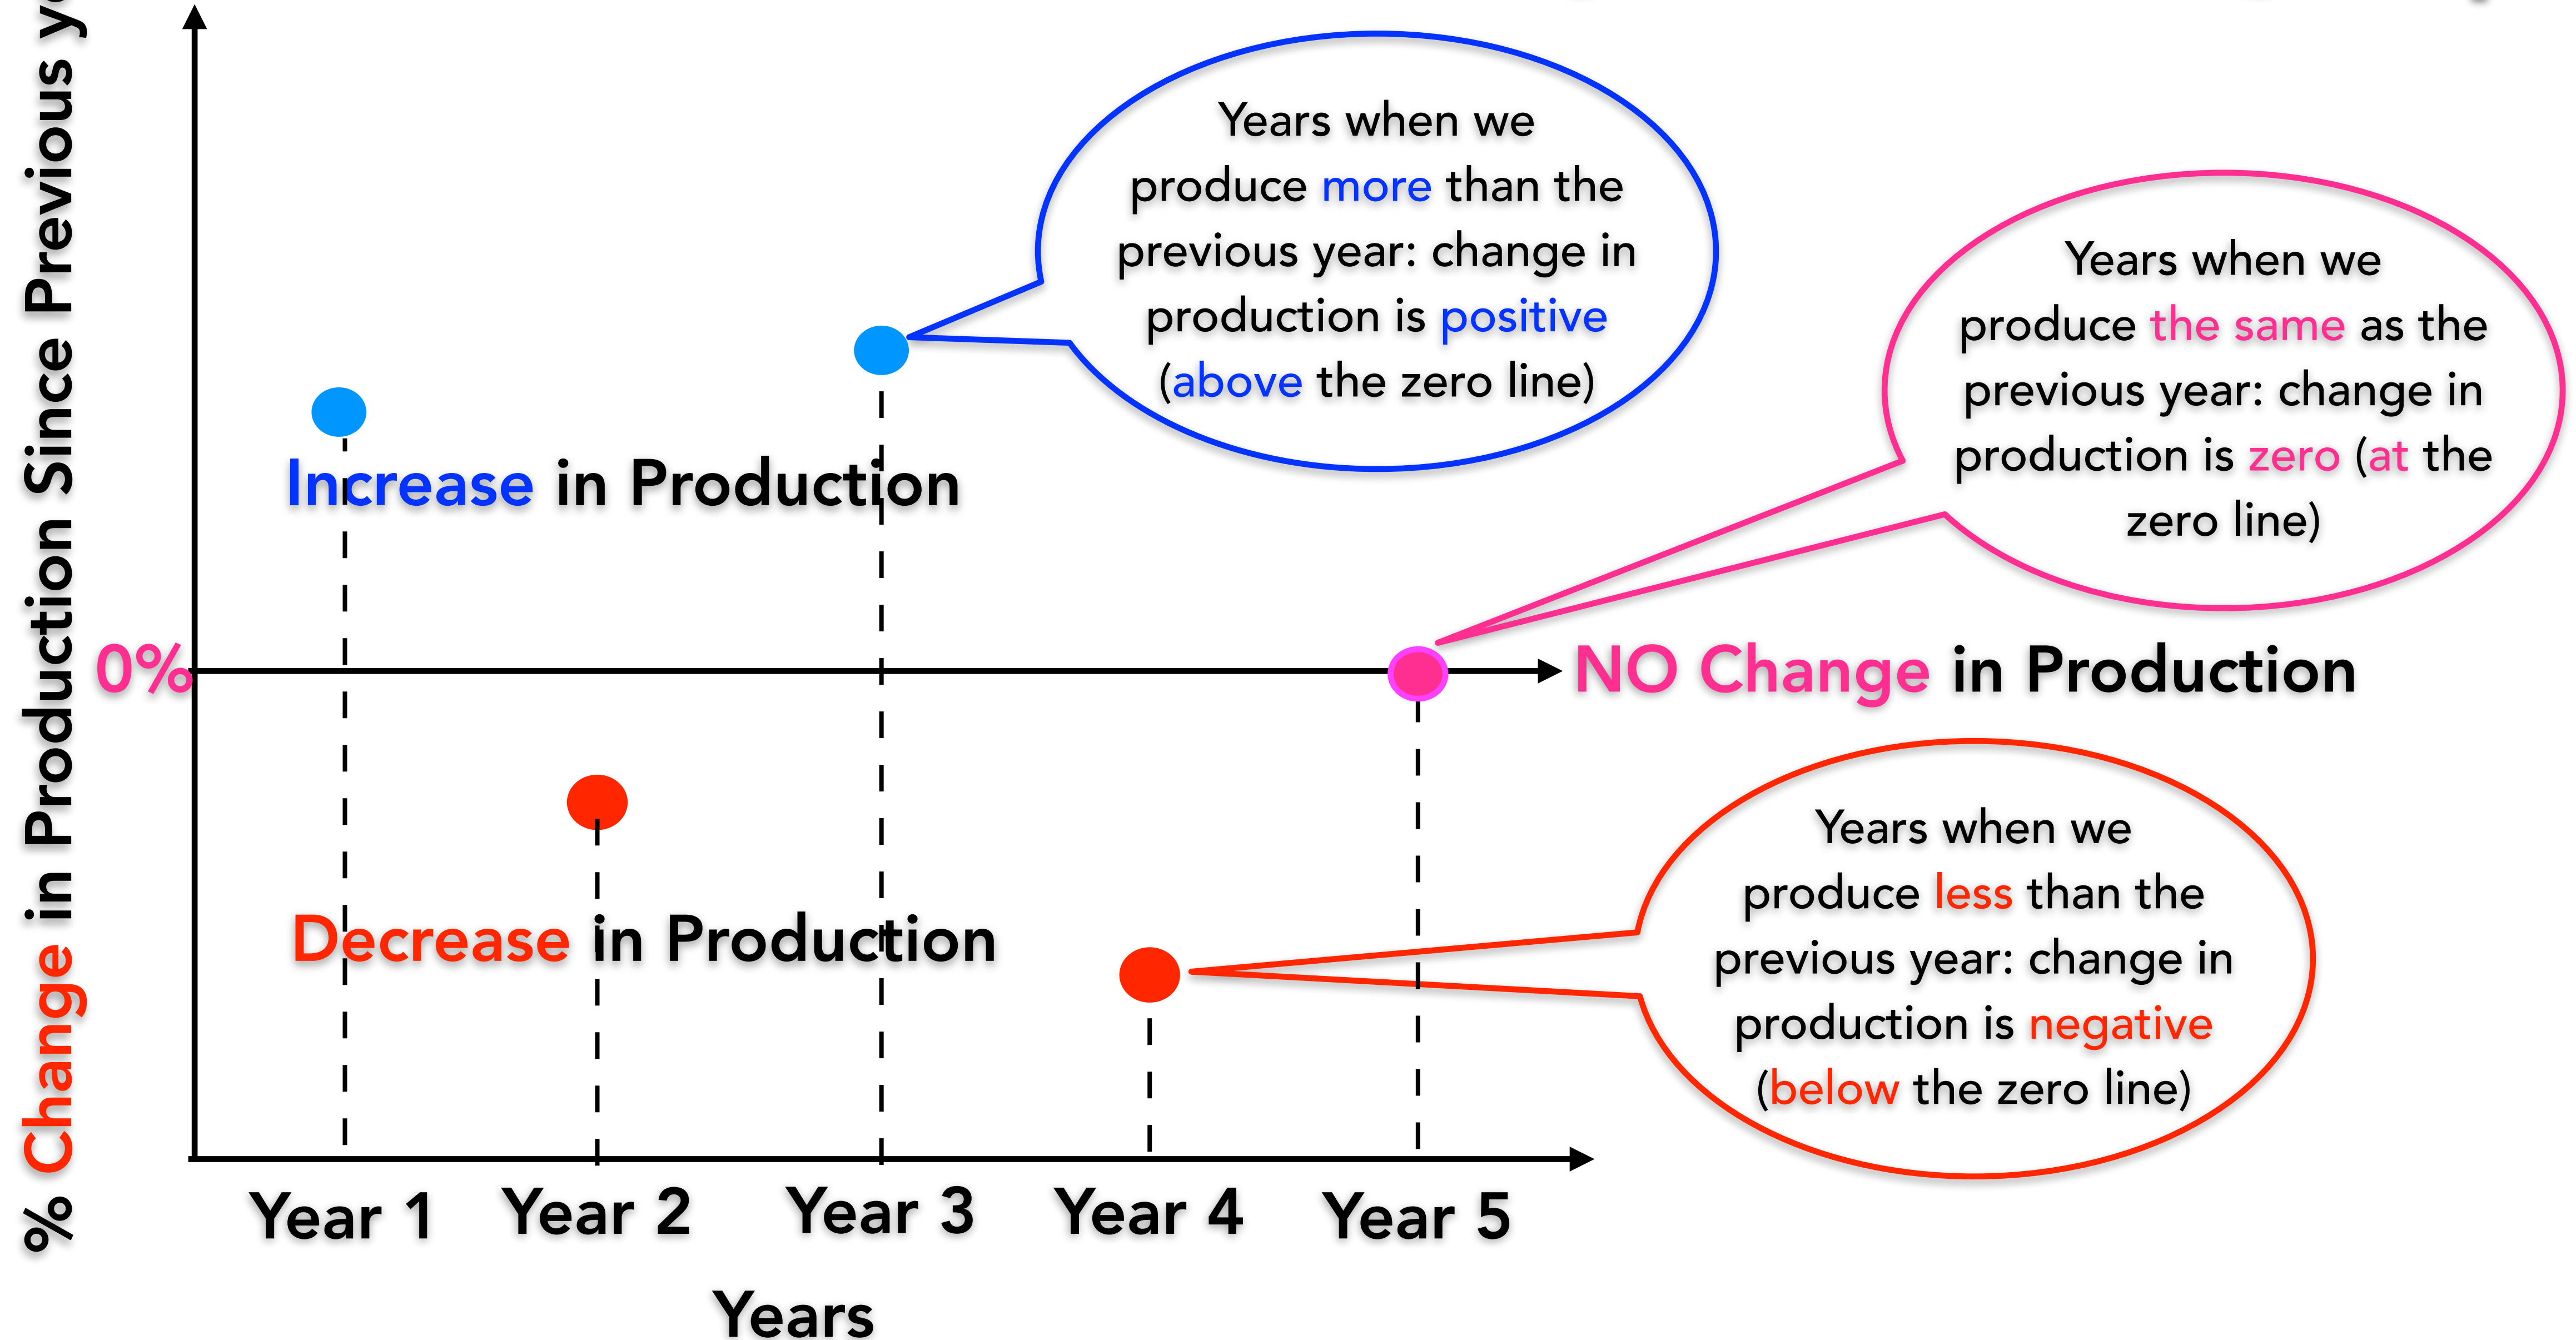 % Change in Production Since Previous
Years when we
produce more than the
previous year: change in
production is positive
(above the zero line)
Years when we
produce the same as the
previous year: change in
production is zero (at the
zero line)
Increase in Production
0%
NO Change in Production
Decrease in Production
Years when we
produce less than the
previous year: change in
production is negative
(below the zero line)
Year 1
Year 2
Year 3
Year 4
Year 5
Years